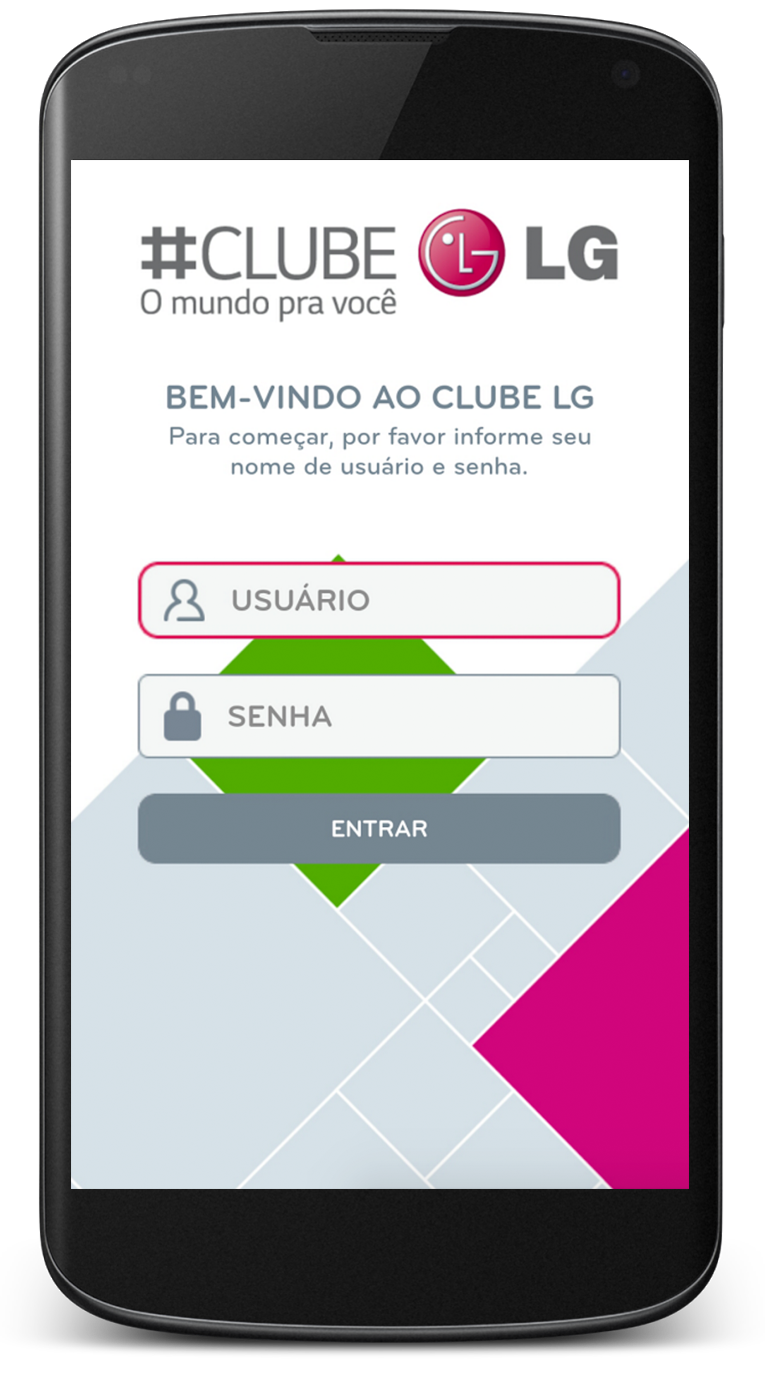 #CLUBE LG
O mundo pra você
BEM-VINDO AO CLUBE LG
Para começar, por favor informe seu
nome de usuário e senha.
USUÁRIO
SENHA
ENTRAR